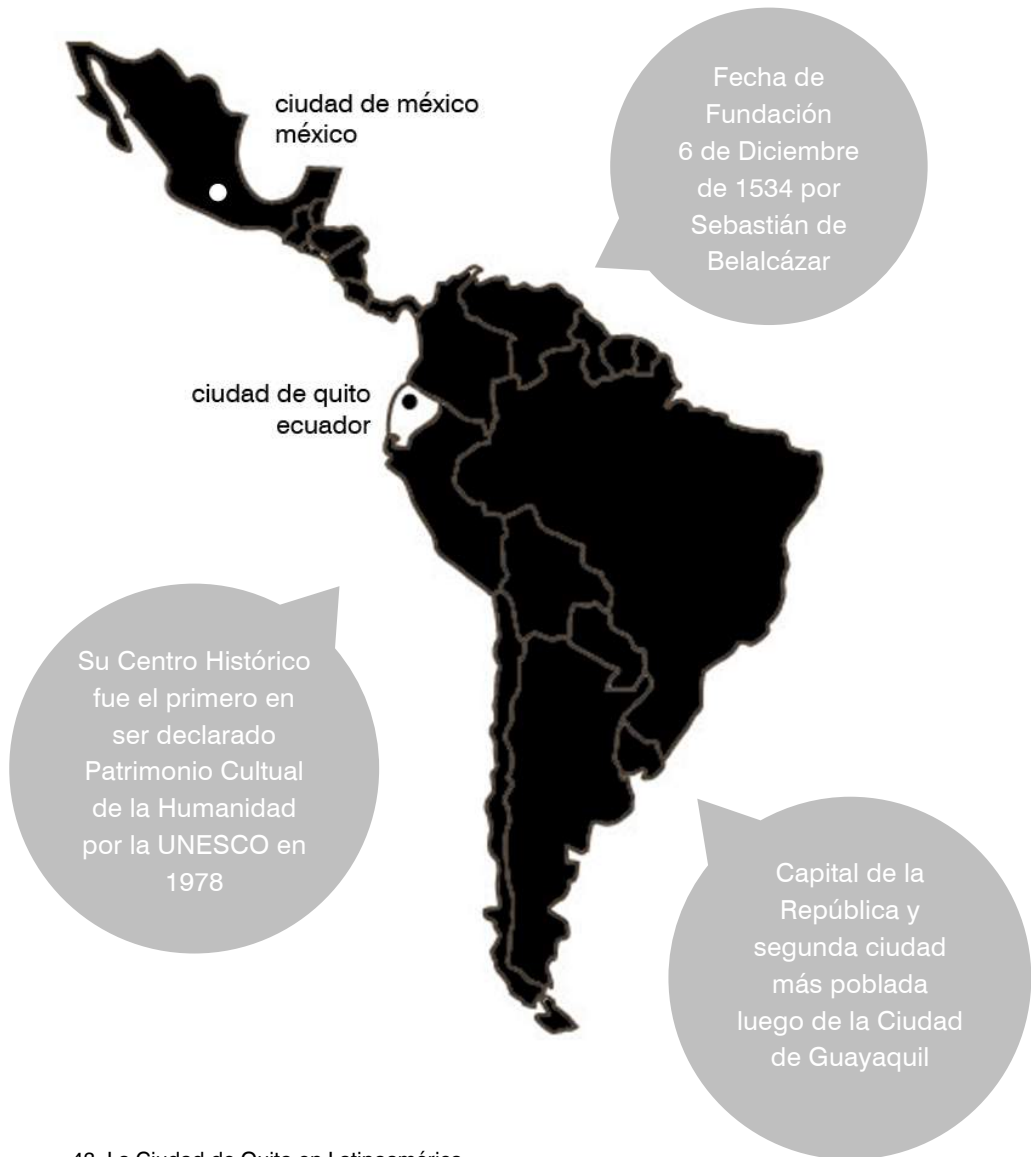 ciudad de méxico
méxico
Fecha de
Fundación
6 de Diciembre
de 1534 por
Sebastián de
Belalcázar
ciudad de quito
ecuador
Su Centro Histórico
fue el primero en
ser declarado
Patrimonio Cultual
de la Humanidad
por la UNESCO en
1978
Capital de la
República y
segunda ciudad
más poblada
luego de la Ciudad
de Guayaquil
La Ciudad de Quito en Latinoamérica